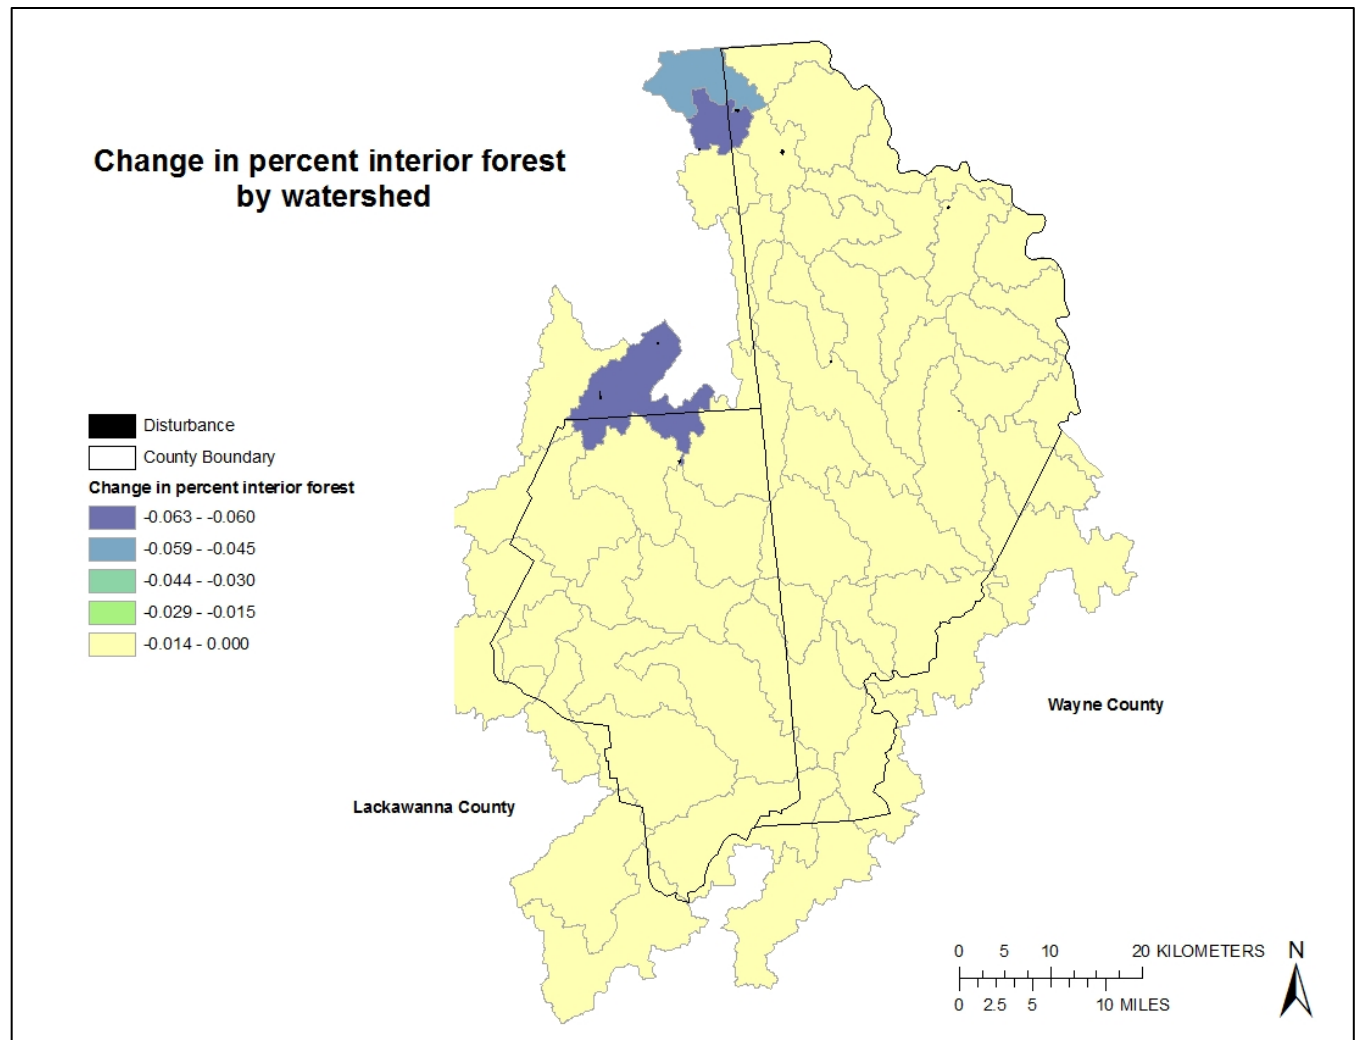 Change in percent interior forest
by watershed
Disturbance
County Boundary
Change in percent interior forest
-0.063 - -0.060
-0.059 - -0.045
-0.044 - -0.030
-0.029 - -0.015
-0.014 - 0.000
Wayne County
Lackawanna County
0 5 10 20 KILOMETERS
0 2.5 5 10 MILES
N